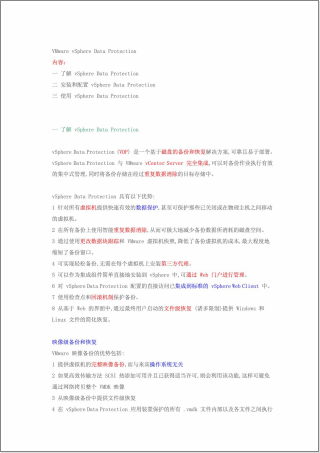 VMware vSphere Data Protection
内容:
一 了解 vSphere Data Protection
二 安装和配置 vSphere Data Protection
三 使用 vSphere Data Protection
一 了解 vSphere Data Protection
vSphere Data Protection (VDP) 是一个基于磁盘的备份和恢复解决方案,可靠且易于部署。
vSphere Data Protection 与 VMware vCenter Server 完全集成,可以对备份作业执行有效
的集中式管理,同时将备份存储在经过重复数据消除的目标存储中。
vSphere Data Protection 具有以下优势:
1 针对所有虚拟机提供快速有效的数据保护,甚至可保护那些已关闭或在物理主机之间移动
的虚拟机。
2 在所有备份上使用智能重复数据消除,从而可极大地减少备份数据所消耗的磁盘空间。
3 通过使用更改数据块跟踪和 VMware 虚拟机快照,降低了备份虚拟机的成本,最大程度地
缩短了备份窗口。
4 可实现轻松备份,无需在每个虚拟机上安装第三方代理。
5 可以作为集成组件简单直接地安装到 vSphere 中,可通过 Web 门户进行管理。
6 对 vSphere Data Protection 配置的直接访问已集成到标准的 vSphere Web Client 中。
7 使用检查点和回滚机制保护备份。
8 从基于 Web 的界面中,通过最终用户启动的文件级恢复 (请多限制)提供 Windows 和
Linux 文件的简化恢复。
映像级备份和恢复
VMware 映像备份的优势包括:
1 提供虚拟机的完整映像备份,而与来宾操作系统无关
2 如果高效传输方法 SCSI 热添加可用并且已获得适当许可,则会利用该功能,这样可避免
通过网络拷贝整个 VMDK 映像
3 从映像级备份中提供文件级恢复
4 在 vSphere Data Protection 应用装置保护的所有 .vmdk 文件内部以及各文件之间执行